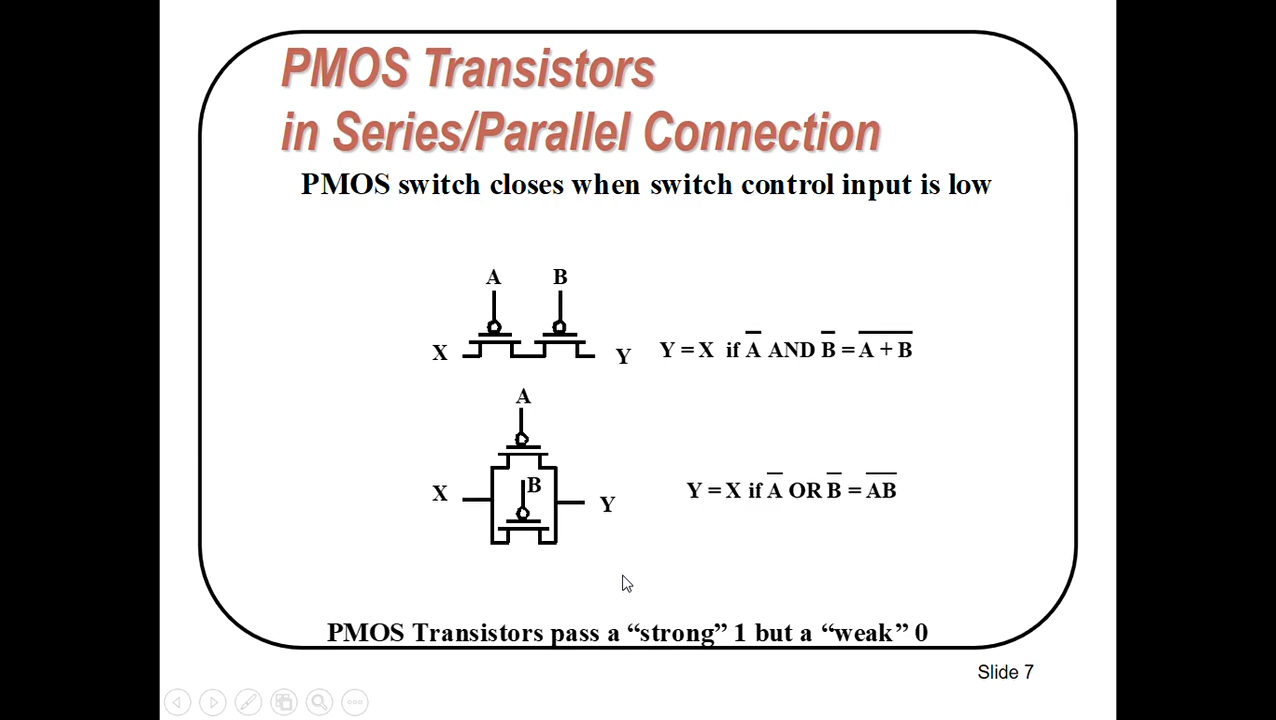 PMOS Transistors
in Series/Parallel Connection
PMOS switch closes when switch control input is low
A B
X Y Y = X if A̅ AND B̅ = A̅ ̅+̅ ̅B̅
A
X B Y Y = X if A̅ OR B̅ = A̅B̅
PMOS Transistors pass a “strong” 1 but a “weak” 0
Slide 7